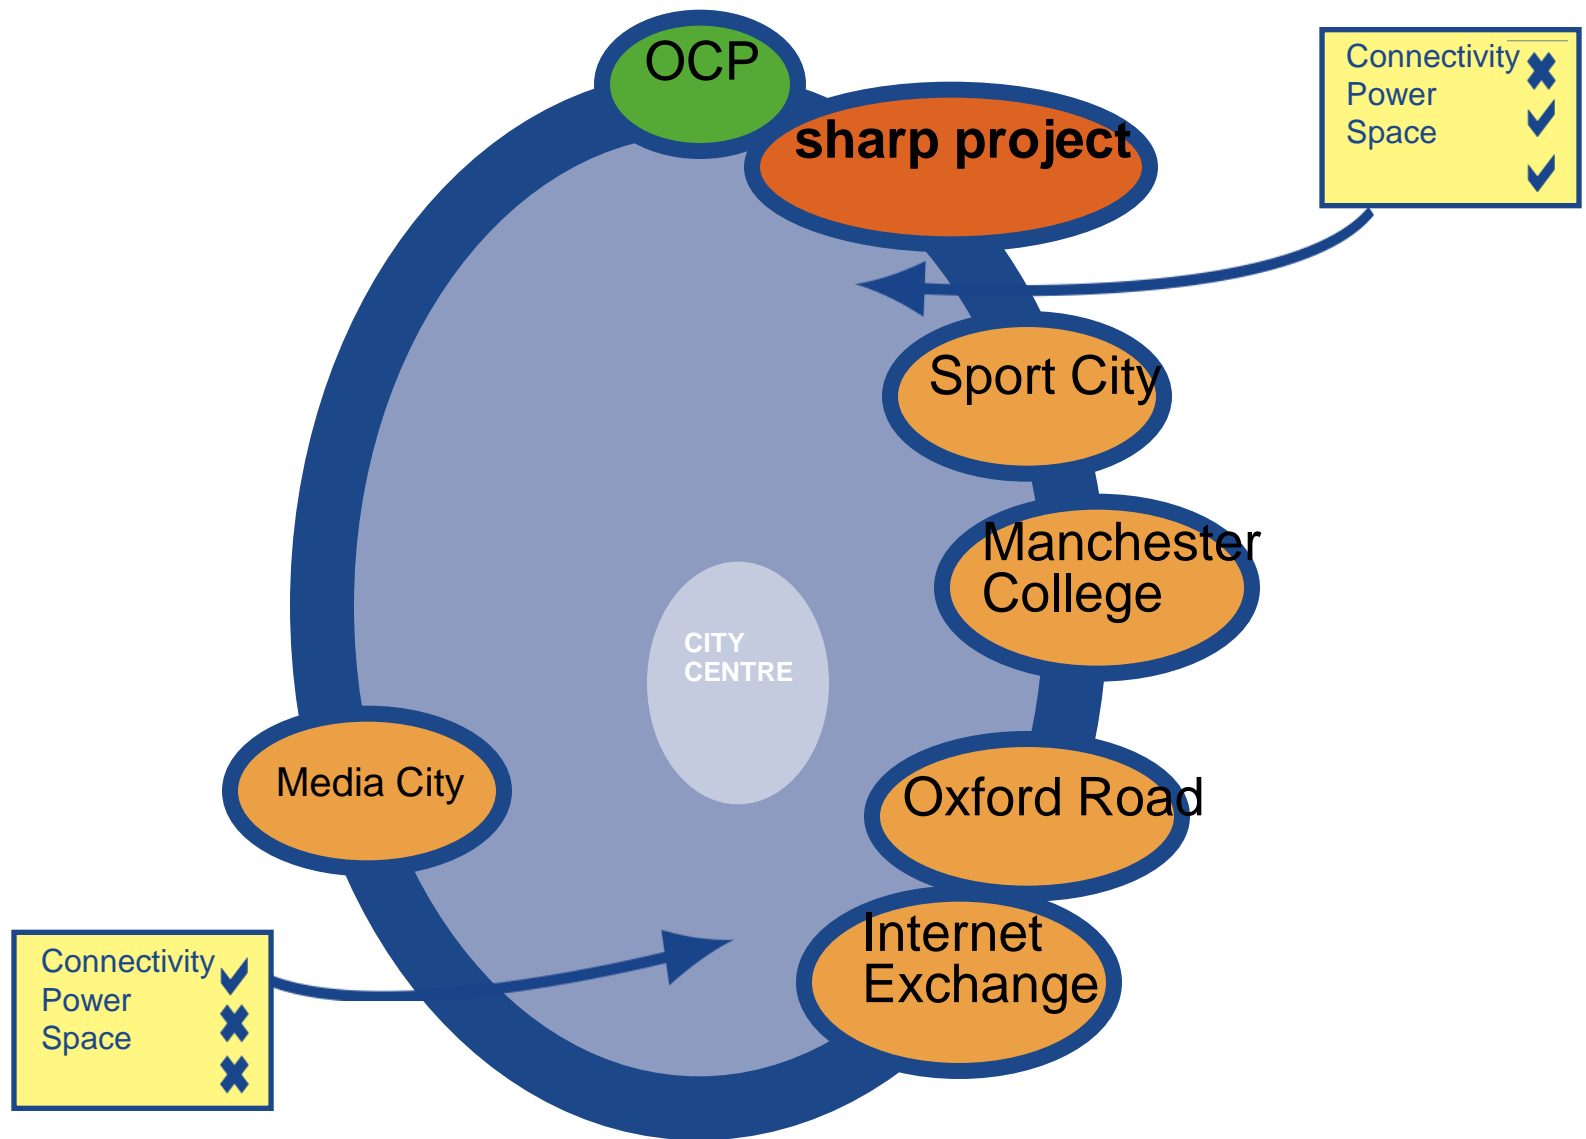 OCP
sharp project
Connectivity
Power
Space
Sport City
Manchester
College
CITY
CENTRE
Media City
Oxford Road
Internet
Exchange
Connectivity
Power
Space